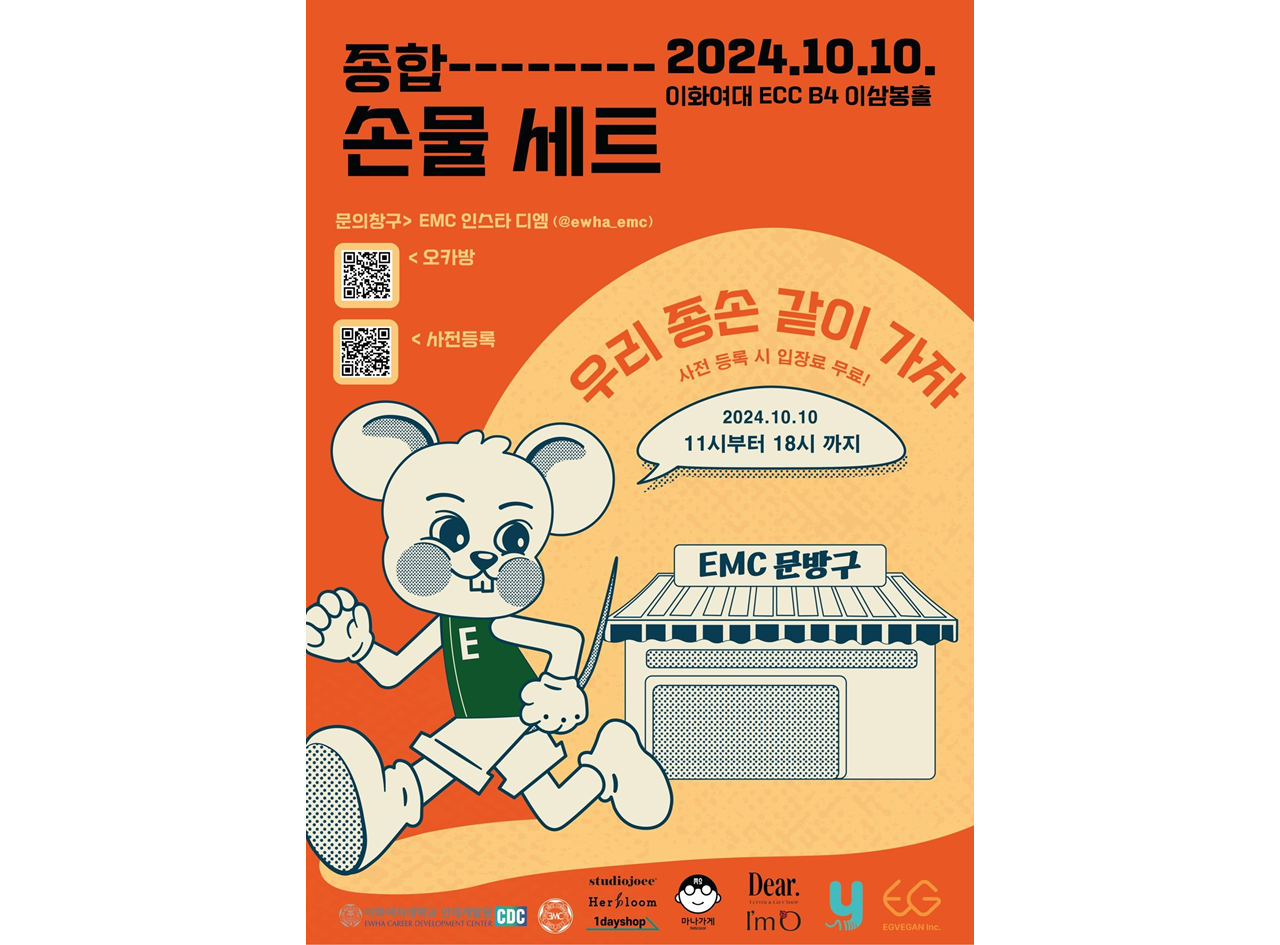 종합--------
손물 세트
2024.10.10.
이화여대 ECC B4 이삼봉홀
문의창구> EMC 인스타 디엠 (@ewha_emc)
< 오카방
< 사전등록
우리 종손 같이 가자
사전 등록 시 입장료 무료!
2024.10.10
11시부터 18시 까지
EMC 문방구
E
EWHA CAREER DEVELOPMENT CENTER
CDC
EMC
studiojoee
Herloom
1dayshop
마나가게
Dear.
I'm
y
EG
EGVEGAN Inc.